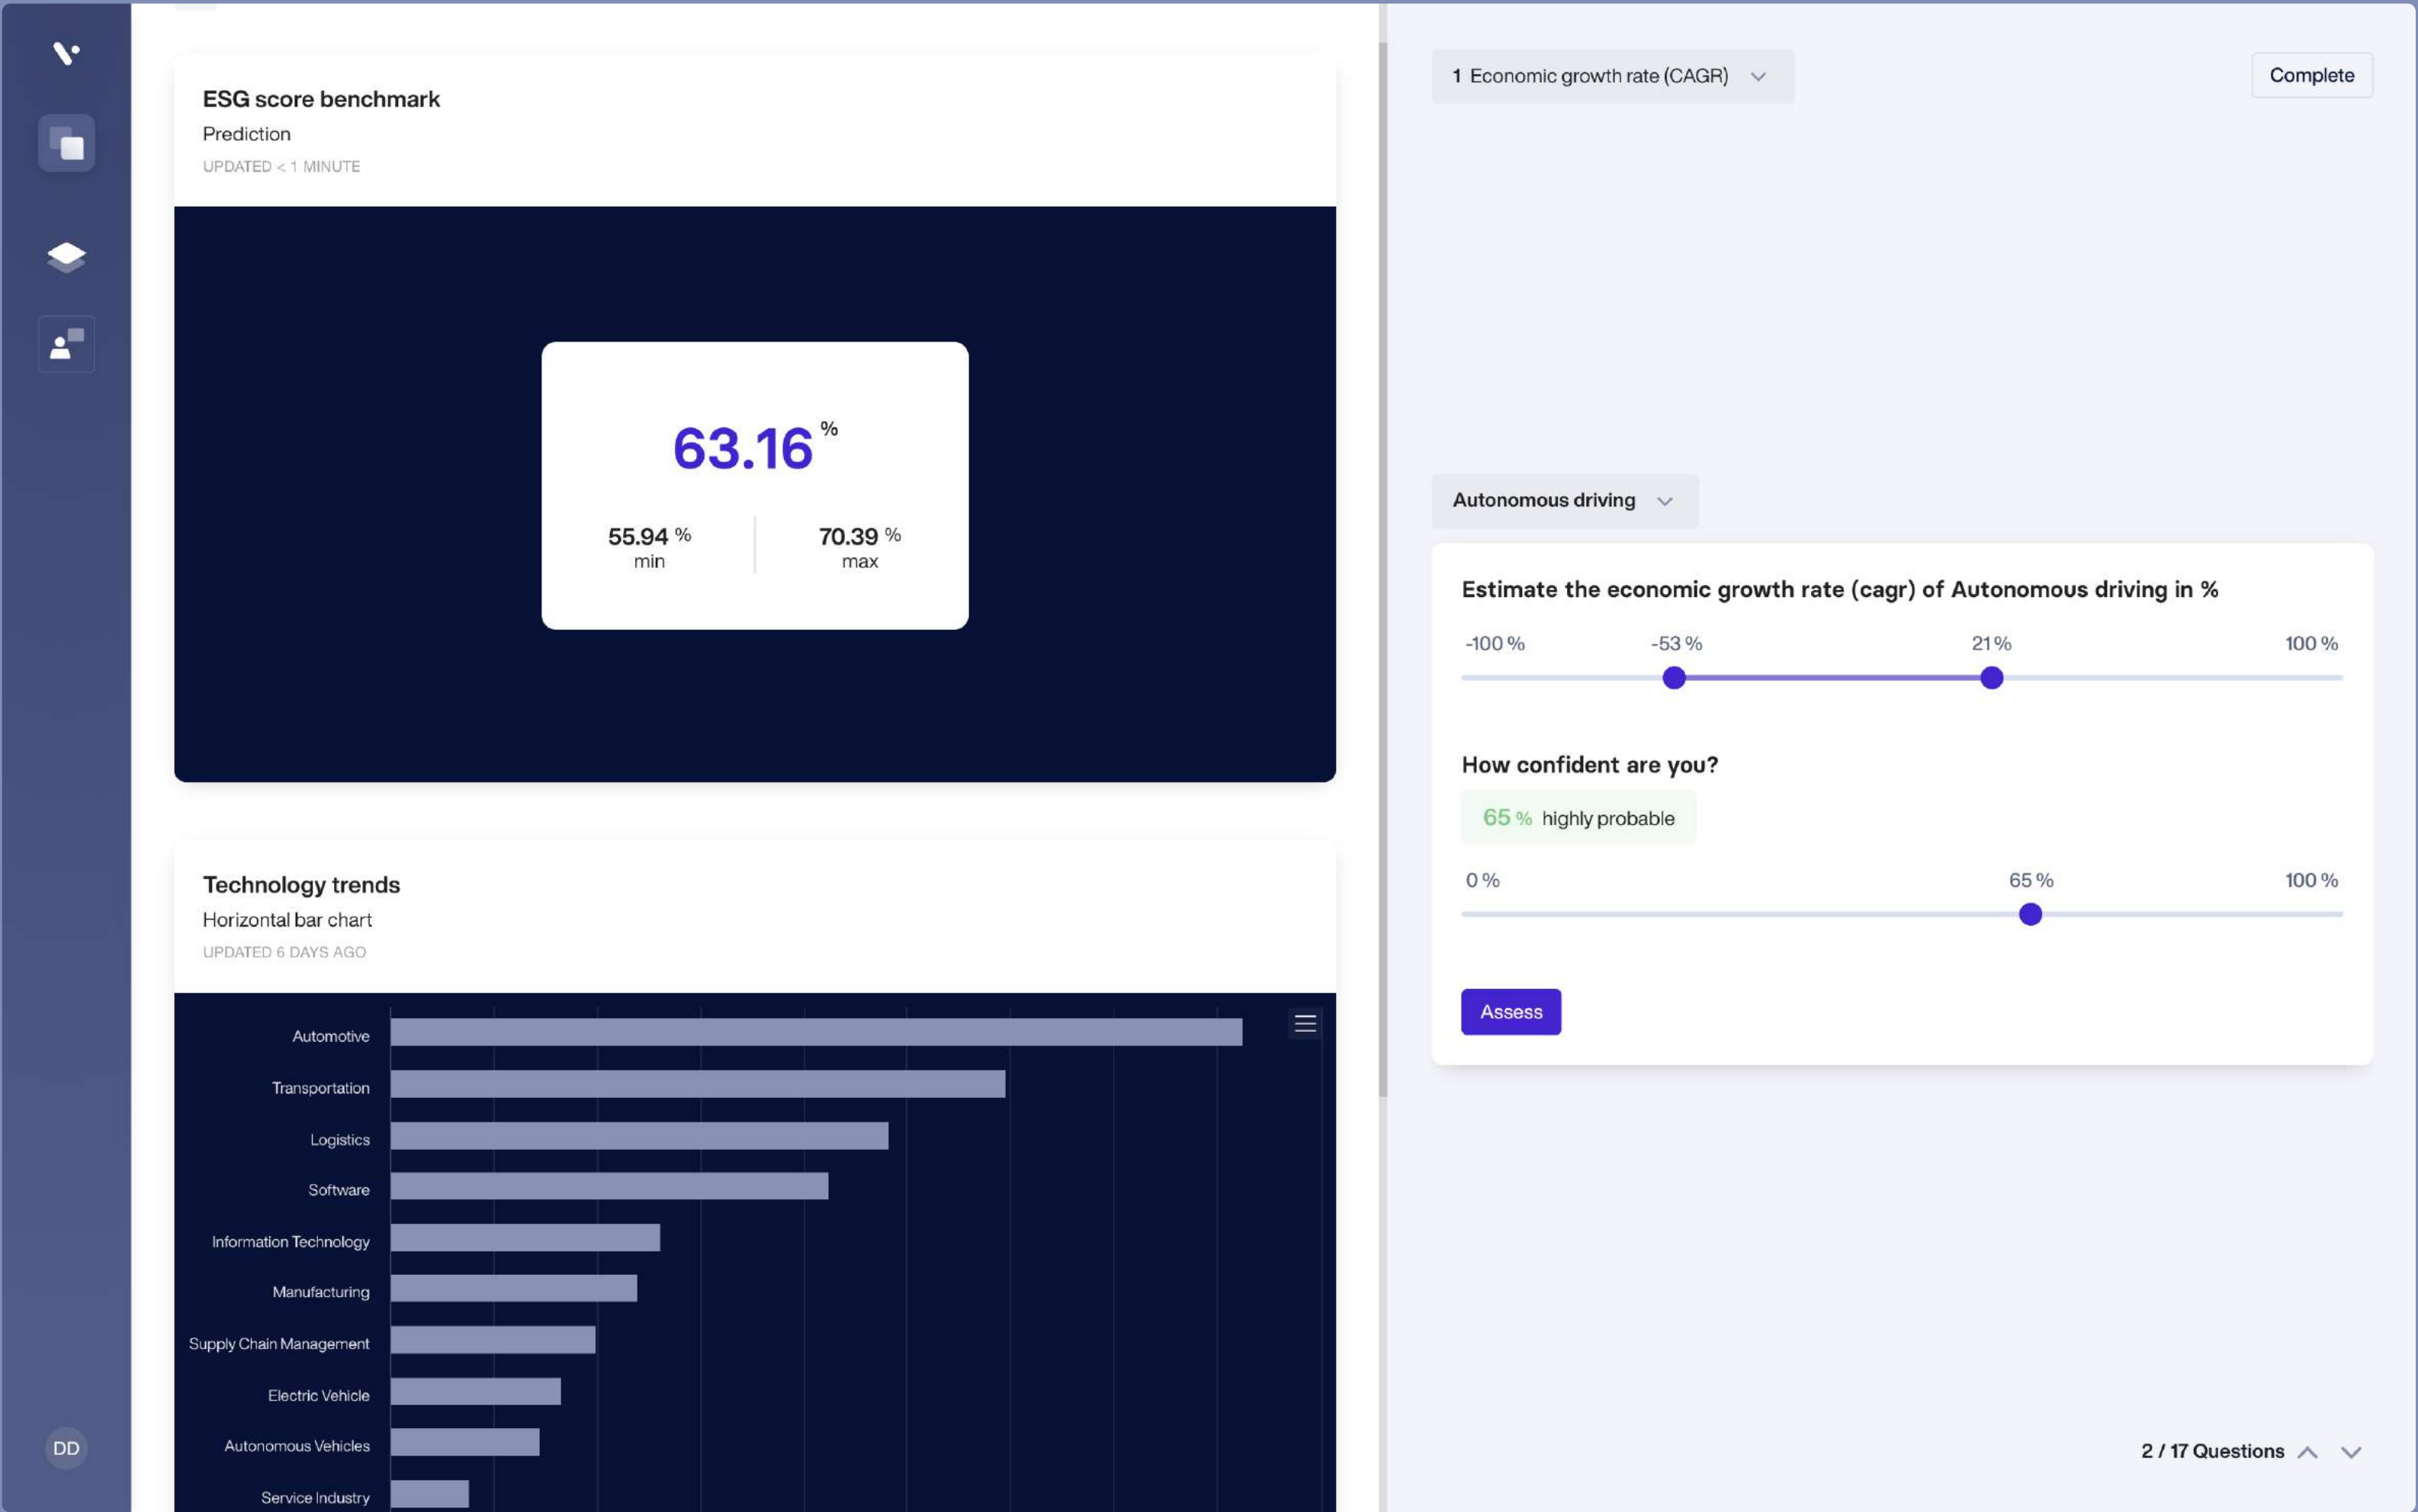 ESG score benchmark
Prediction
UPDATED < 1 MINUTE
63.16 %
55.94 %
min
70.39 %
max
Technology trends
Horizontal bar chart
UPDATED 6 DAYS AGO
Automotive
Transportation
Logistics
Software
Information Technology
Manufacturing
Supply Chain Management
Electric Vehicle
Autonomous Vehicles
Service Industry
DD
1 Economic growth rate (CAGR)
Complete
Autonomous driving
Estimate the economic growth rate (cagr) of Autonomous driving in %
-100 % -53 % 21 % 100 %
How confident are you?
65 % highly probable
0 % 65 % 100 %
Assess
2 / 17 Questions